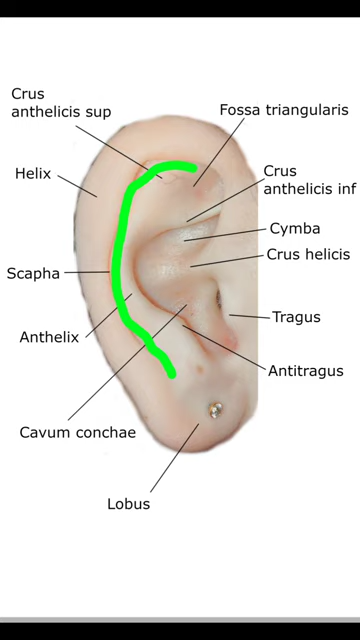 Crus
anthelicis sup
Fossa triangularis
Helix
Crus
anthelicis inf
Cymba
Crus helicis
Scapha
Tragus
Anthelix
Antitragus
Cavum conchae
Lobus